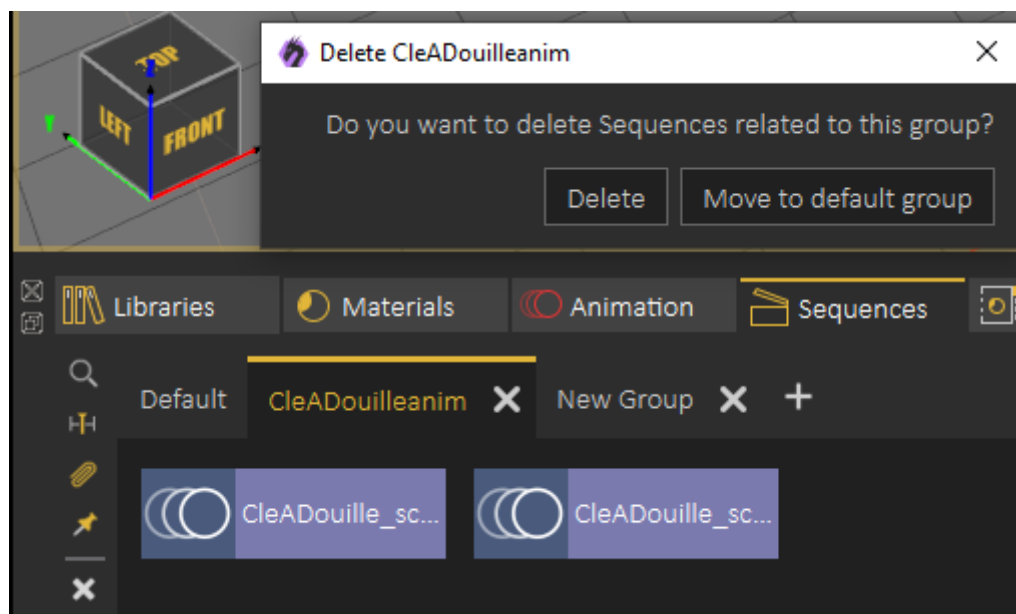 Delete CleADouilleanim
TOP
LEFT
FRONT
Do you want to delete Sequences related to this group?
Delete
Move to default group
Libraries
Materials
Animation
Sequences
Default
CleADouilleanim
New Group
CleADouille_sc...
CleADouille_sc...